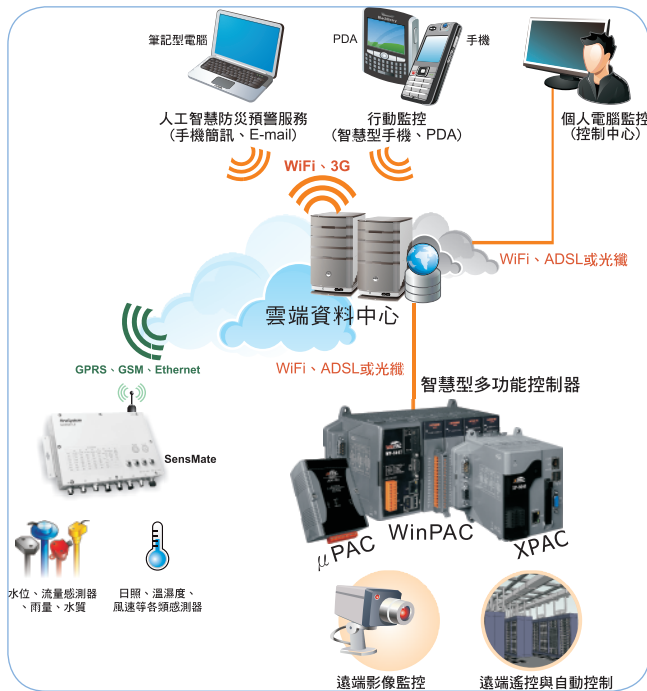 筆記型電腦
PDA
手機
人工智慧防災預警服務
(手機簡訊、E-mail)
行動監控
(智慧型手機、PDA)
個人電腦監控
(控制中心)
WiFi、3G
WiFi、ADSL或光纖
雲端資料中心
GPRS、GSM、Ethernet
WiFi、ADSL或光纖
智慧型多功能控制器
SensMate
μPAC
WinPAC
XPAC
水位、流量感測器
、雨量、水質
日照、溫濕度、
風速等各類感測器
遠端影像監控
遠端遙控與自動控制